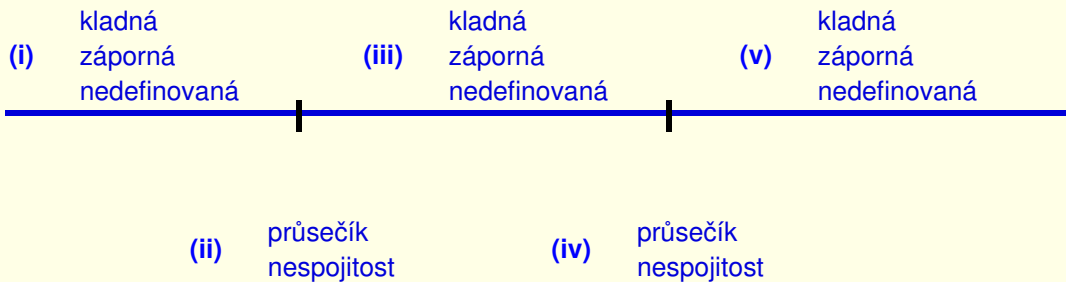 (i) kladná
záporná
nedefinovaná
(iii) kladná
záporná
nedefinovaná
(v) kladná
záporná
nedefinovaná
(ii) průsečík
nespojitost
(iv) průsečík
nespojitost